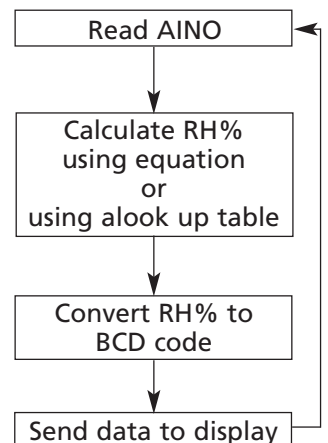 Read AINO
Calculate RH%
using equation
or
using alook up table
Convert RH% to
BCD code
Send data to display